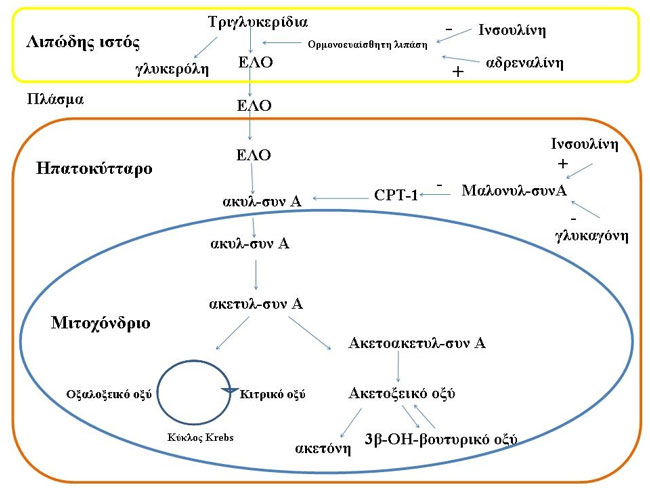 Τριγλυκερίδια
Ινσουλίνη
-
Λιπώδης ιστός
Ορμονοευαίσθητη λιπάση
γλυκερόλη
ΕΛΟ
αδρεναλίνη
+
Πλάσμα
ΕΛΟ
Ηπατοκύτταρο
ΕΛΟ
Ινσουλίνη
+
ακυλ-συν Α
CPT-1
-
Μαλονυλ-συνΑ
-
γλυκαγόνη
ακυλ-συν Α
ακετυλ-συν Α
Μιτοχόνδριο
Ακετοακετυλ-συν Α
Οξαλοξεικό οξύ
Κιτρικό οξύ
Ακετοξεικό οξύ
Κύκλος Krebs
ακετόνη
3β-ΟΗ-βουτυρικό οξύ